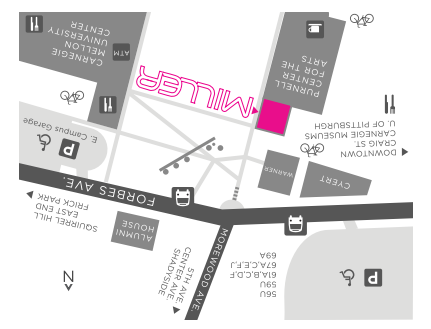 CARNEGIE
MELLON
UNIVERSITY
CENTER
ATM
MILLER
PURNELL
CENTER
FOR THE
ARTS
DOWNTOWN
CRAIG ST.
CARNEGIE MUSEUMS
U. OF PITTSBURGH
E. Campus Garage
P
WARNER
CYERT
FORBES AVE.
SQUIRREL HILL
EAST END
FRICK PARK
ALUMNI
HOUSE
5TH AVE.
CENTER AVE.
SHADYSIDE
MOREWOOD AVE.
56U
59U
61A,B,C,F
67A,C,E,F,J
69A
P
N